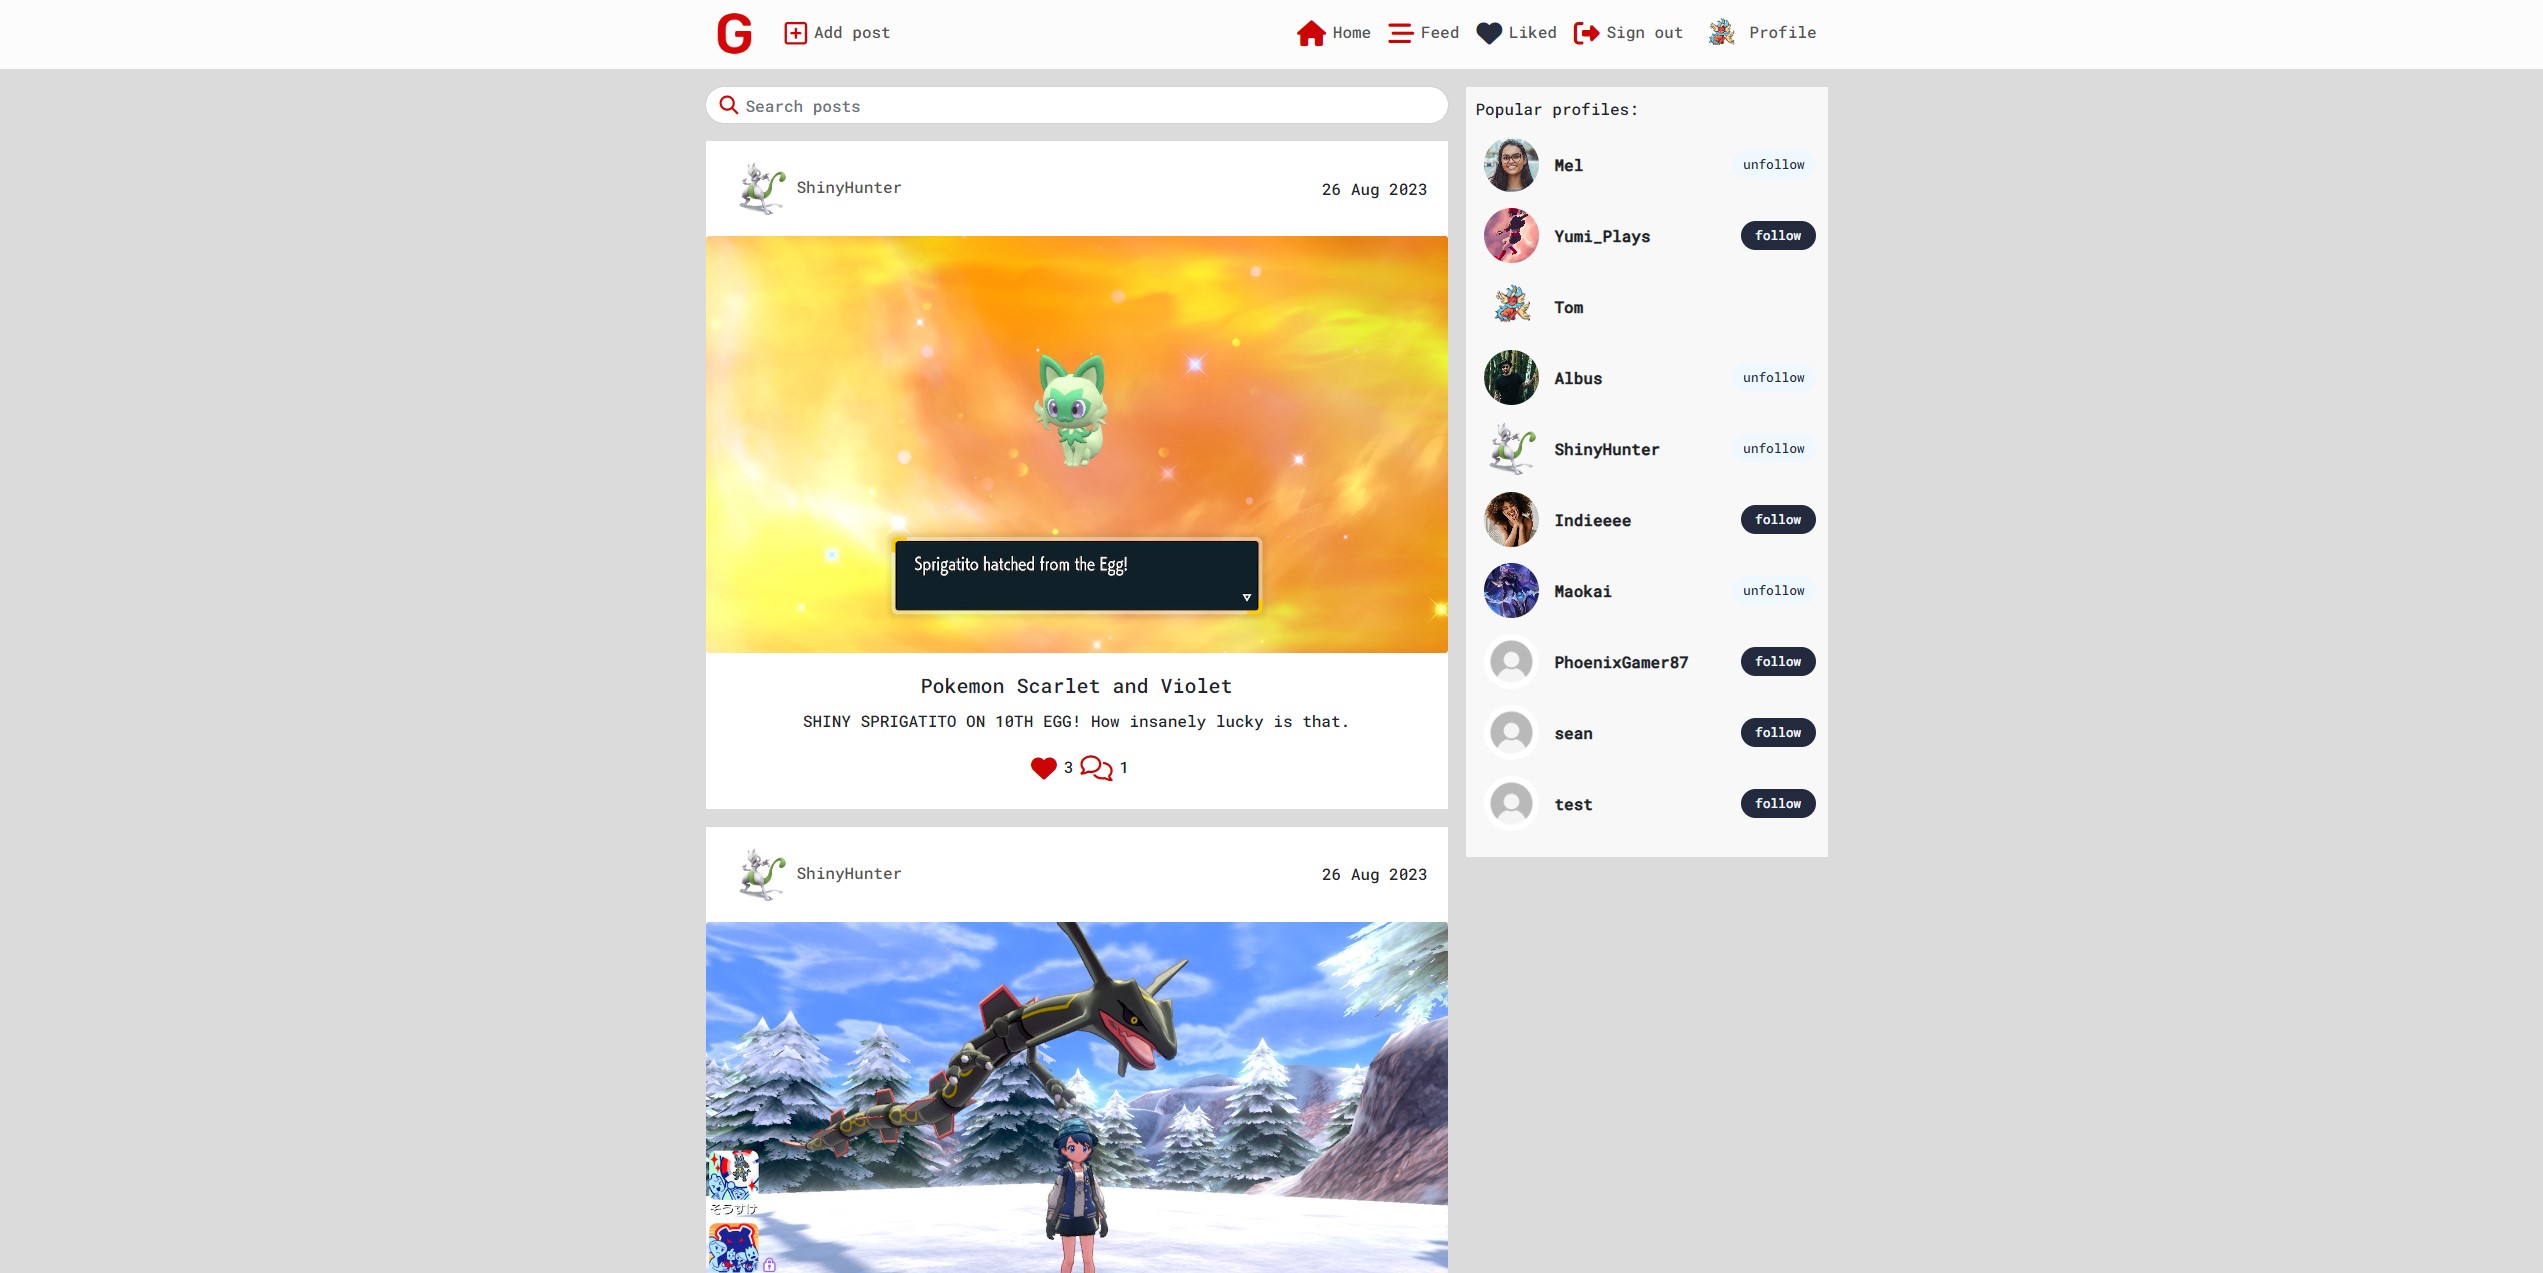 G Add post Home Feed Liked Sign out Profile
Search posts
ShinyHunter 26 Aug 2023
Sprigatito hatched from the Egg!
Pokemon Scarlet and Violet
SHINY SPRIGATITO ON 10TH EGG! How insanely lucky is that.
3 1
ShinyHunter 26 Aug 2023
そうすけ
Popular profiles:
Mel unfollow
Yumi_Plays follow
Tom
Albus unfollow
ShinyHunter unfollow
Indieeee follow
Maokai unfollow
PhoenixGamer87 follow
sean follow
test follow